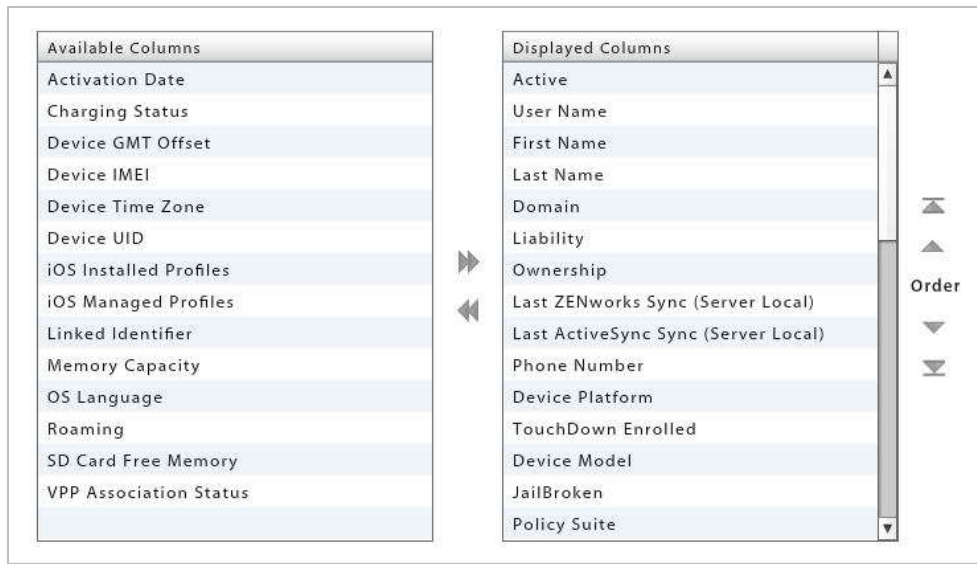 Available Columns
Activation Date
Charging Status
Device GMT Offset
Device IMEI
Device Time Zone
Device UID
iOS Installed Profiles
iOS Managed Profiles
Linked Identifier
Memory Capacity
OS Language
Roaming
SD Card Free Memory
VPP Association Status
Displayed Columns
Active
User Name
First Name
Last Name
Domain
Liability
Ownership
Last ZENworks Sync (Server Local)
Last ActiveSync Sync (Server Local)
Phone Number
Device Platform
TouchDown Enrolled
Device Model
JailBroken
Policy Suite
Order